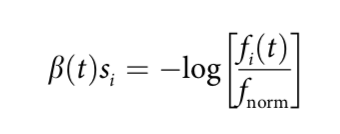 β(t)sᵢ = −log[fᵢ(t)/f_norm]